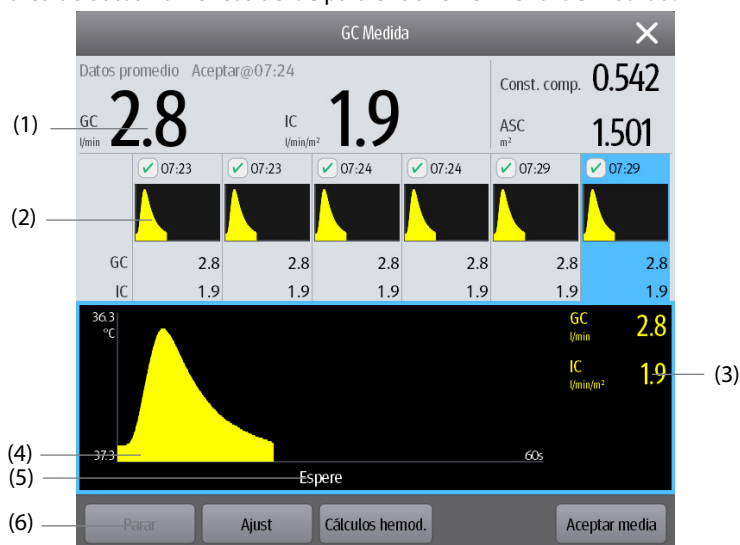 GC Medida
Datos promedio Aceptar@07:24
GC
l/min
2.8
IC
l/min/m²
1.9
Const. comp. 0.542
ASC
m²
1.501
(1)
07:23 07:23 07:24 07:24 07:29 07:29
(2)
GC 2.8 2.8 2.8 2.8 2.8 2.8
IC 1.9 1.9 1.9 1.9 1.9 1.9
36.3
°C
GC
l/min
2.8
IC
l/min/m²
1.9
(3)
(4)
37.3
60s
(5)
Espere
(6)
Parar Ajust Cálculos hemod. Aceptar media